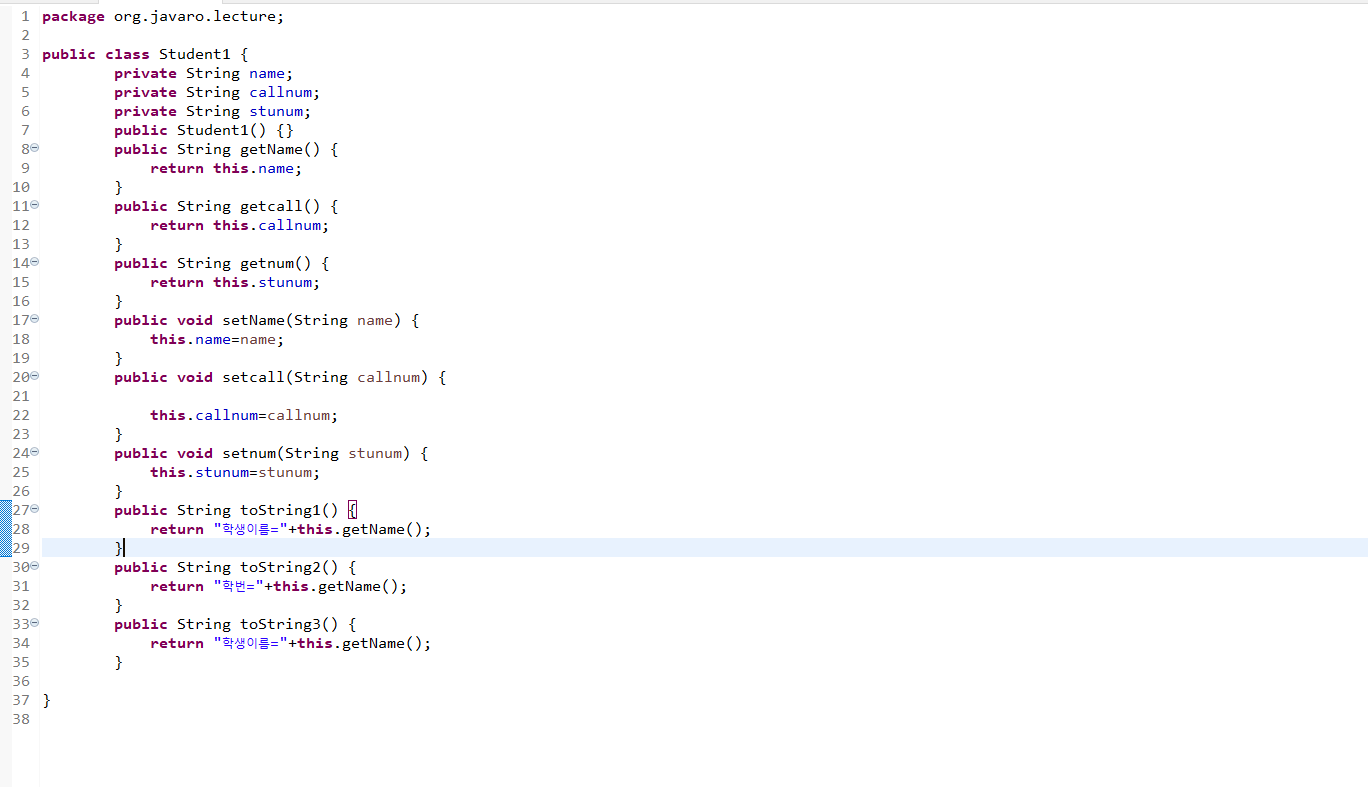 1 package org.javaro.lecture;
2
3 public class Student1 {
4 private String name;
5 private String callnum;
6 private String stunum;
7 public Student1() {}
8 public String getName() {
9 return this.name;
10 }
11 public String getcall() {
12 return this.callnum;
13 }
14 public String getnum() {
15 return this.stunum;
16 }
17 public void setName(String name) {
18 this.name=name;
19 }
20 public void setcall(String callnum) {
21
22 this.callnum=callnum;
23 }
24 public void setnum(String stunum) {
25 this.stunum=stunum;
26 }
27 public String toString1() {
28 return "학생이름="+this.getName();
29 }
30 public String toString2() {
31 return "학번="+this.getName();
32 }
33 public String toString3() {
34 return "학생이름="+this.getName();
35 }
36
37 }
38